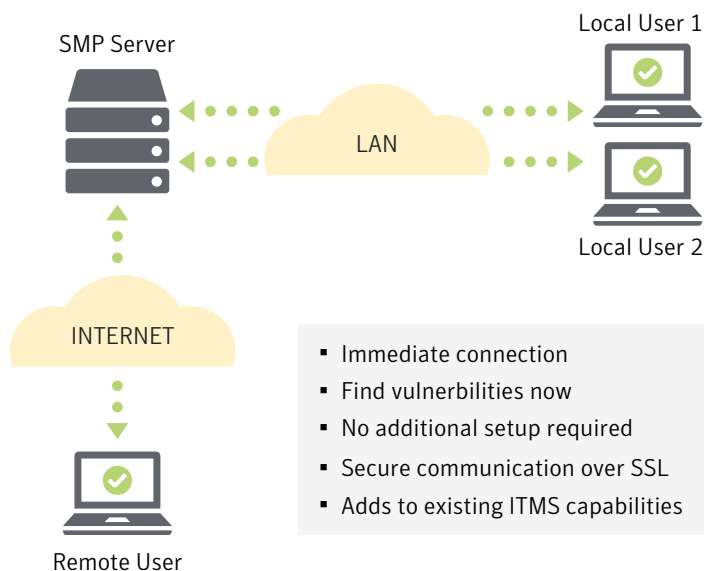 SMP Server
Local User 1
LAN
Local User 2
INTERNET
Remote User
▪ Immediate connection
▪ Find vulnerbilities now
▪ No additional setup required
▪ Secure communication over SSL
▪ Adds to existing ITMS capabilities